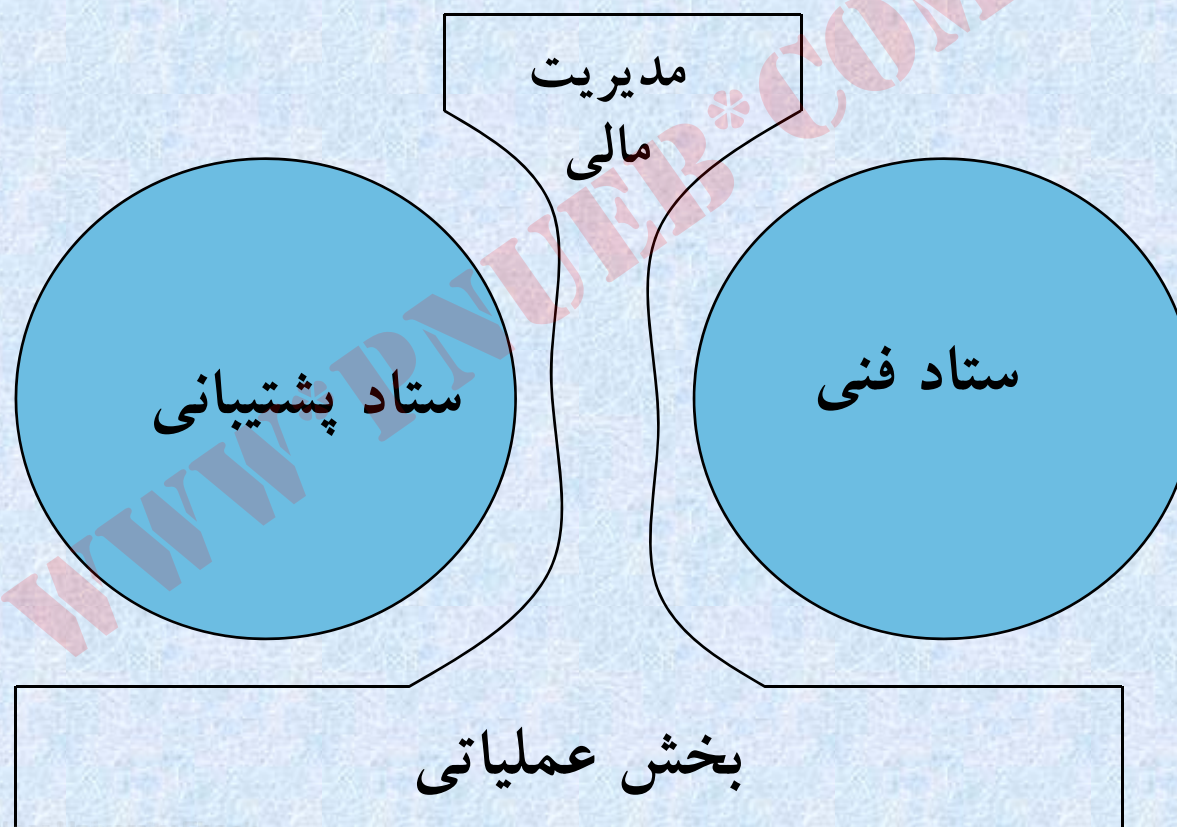 مدیریت
مالی
ستاد فنی
ستاد پشتیبانی
بخش عملیاتی
WWW*PNUEB*COM